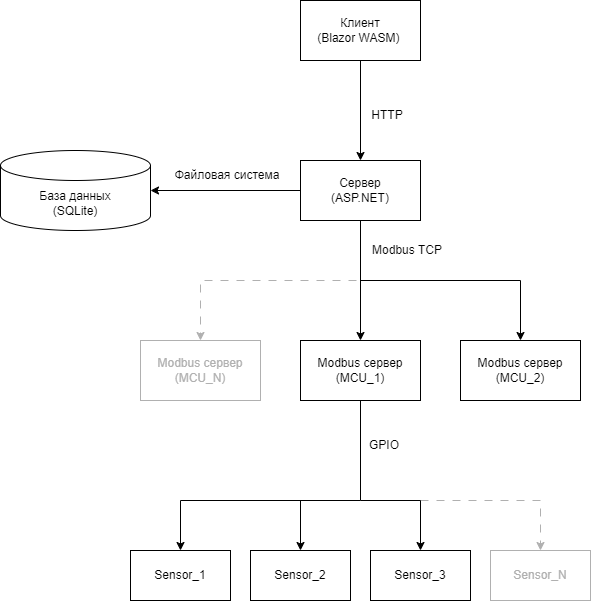 Клиент
(Blazor WASM)
HTTP
Файловая система
База данных
(SQLite)
Сервер
(ASP.NET)
Modbus TCP
Modbus сервер
(MCU_N)
Modbus сервер
(MCU_1)
Modbus сервер
(MCU_2)
GPIO
Sensor_1
Sensor_2
Sensor_3
Sensor_N